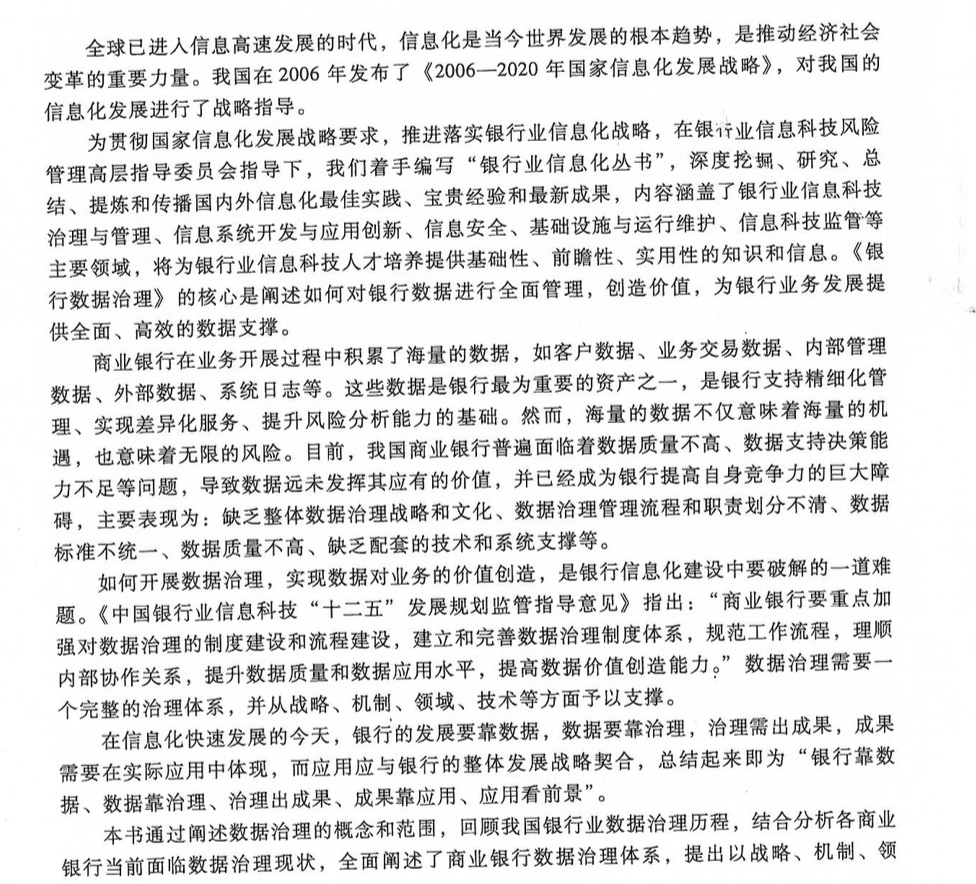 全球已进入信息高速发展的时代，信息化是当今世界发展的根本趋势，是推动经济社会
变革的重要力量。我国在 2006 年发布了《2006—2020 年国家信息化发展战略》，对我国的
信息化发展进行了战略指导。
为贯彻国家信息化发展战略要求，推进落实银行业信息化战略，在银行业信息科技风险
管理高层指导委员会指导下，我们着手编写“银行业信息化丛书”，深度挖掘、研究、总
结、提炼和传播国内外信息化最佳实践、宝贵经验和最新成果，内容涵盖了银行业信息科技
治理与管理、信息系统开发与应用创新、信息安全、基础设施与运行维护、信息科技监管等
主要领域，将为银行业信息科技人才培养提供基础性、前瞻性、实用性的知识和信息。《银
行数据治理》的核心是阐述如何对银行数据进行全面管理，创造价值，为银行业务发展提
供全面、高效的数据支撑。
商业银行在业务开展过程中积累了海量的数据，如客户数据、业务交易数据、内部管理
数据、外部数据、系统日志等。这些数据是银行最为重要的资产之一，是银行支持精细化管
理、实现差异化服务、提升风险分析能力的基础。然而，海量的数据不仅意味着海量的机
遇，也意味着无限的风险。目前，我国商业银行普遍面临着数据质量不高、数据支持决策能
力不足等问题，导致数据远未发挥其应有的价值，并已经成为银行提高自身竞争力的巨大障
碍，主要表现为：缺乏整体数据治理战略和文化、数据治理管理流程和职责划分不清、数据
标准不统一、数据质量不高、缺乏配套的技术和系统支撑等。
如何开展数据治理，实现数据对业务的价值创造，是银行信息化建设中要破解的一道难
题。《中国银行业信息科技“十二五”发展规划监管指导意见》指出：“商业银行要重点加
强对数据治理的制度建设和流程建设，建立和完善数据治理制度体系，规范工作流程，理顺
内部协作关系，提升数据质量和数据应用水平，提高数据价值创造能力。”数据治理需要一
个完整的治理体系，并从战略、机制、领域、技术等方面予以支撑。
在信息化快速发展的今天，银行的发展要靠数据，数据要靠治理，治理需出成果，成果
需要在实际应用中体现，而应用应与银行的整体发展战略契合，总结起来即为“银行靠数
据、数据靠治理、治理出成果、成果靠应用、应用看前景”。
本书通过阐述数据治理的概念和范围，回顾我国银行业数据治理历程，结合分析各商业
银行当前面临数据治理现状，全面阐述了商业银行数据治理体系，提出以战略、机制、领